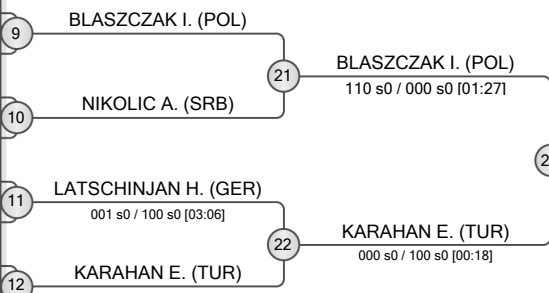 BLASZCZAK I. (POL)
9
21
BLASZCZAK I. (POL)
110 s0 / 000 s0 [01:27]
NIKOLIC A. (SRB)
10
2
LATSCHINJAN H. (GER)
11
001 s0 / 100 s0 [03:06]
22
KARAHAN E. (TUR)
000 s0 / 100 s0 [00:18]
KARAHAN E. (TUR)
12